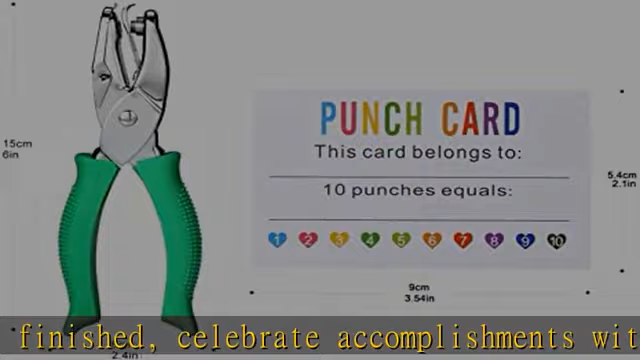 15cm
6in
PUNCH CARD
This card belongs to:
10 punches equals:
1 2 3 4 5 6 7 8 9 10
5.4cm
2.1in
9cm
3.54in
2.4in
finished, celebrate accomplishments wit